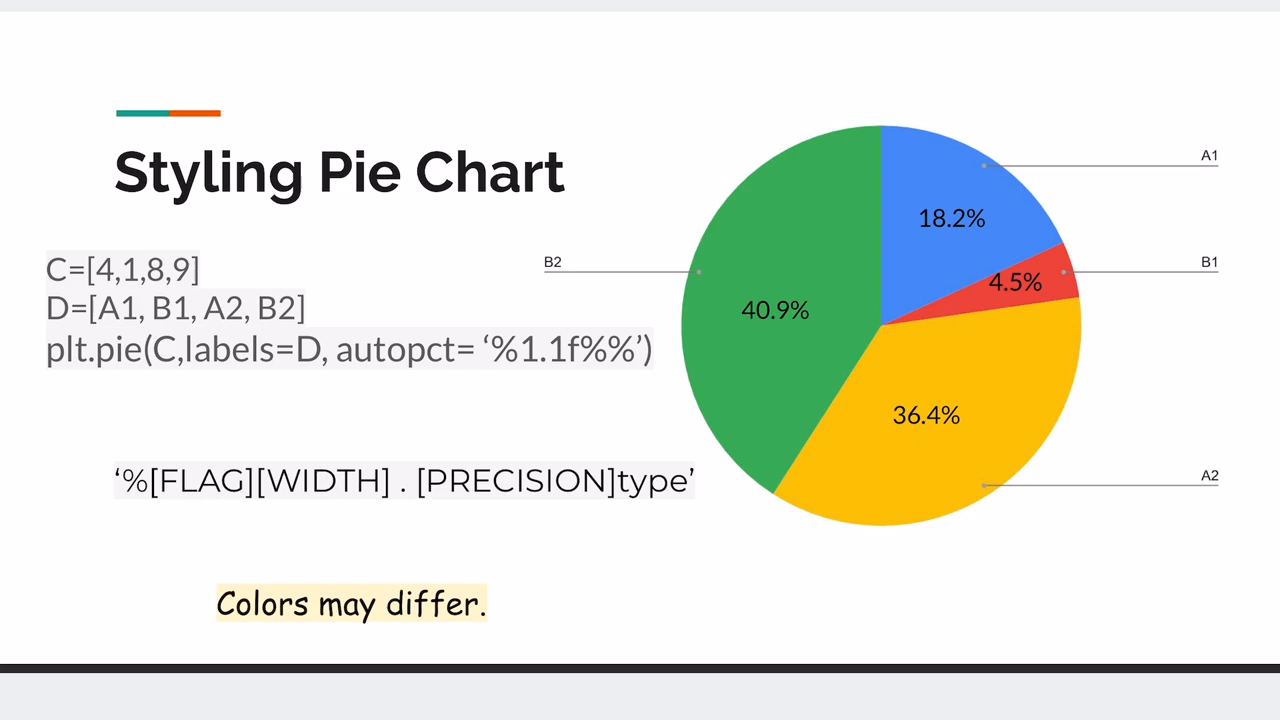 Styling Pie Chart
C=[4,1,8,9]
D=[A1, B1, A2, B2]
plt.pie(C,labels=D, autopct= ‘%1.1f%%’)
‘%[FLAG][WIDTH] . [PRECISION]type’
Colors may differ.
A1
18.2%
B2
B1
4.5%
40.9%
36.4%
A2